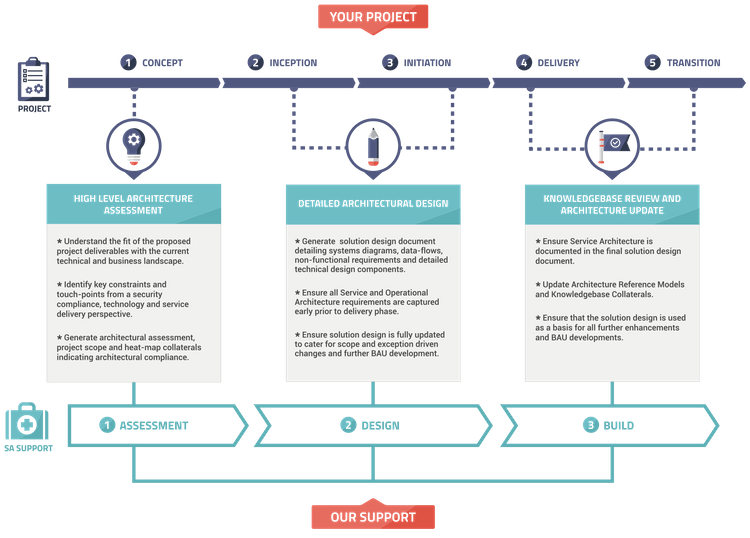 YOUR PROJECT
1 CONCEPT
2 INCEPTION
3 INITIATION
4 DELIVERY
5 TRANSITION
PROJECT
HIGH LEVEL ARCHITECTURE
ASSESSMENT
★ Understand the fit of the proposed
project deliverables with the current
technical and business landscape.
★ Identify key constraints and
touch-points from a security
compliance, technology and service
delivery perspective.
★ Generate architectural assessment,
project scope and heat-map collaterals
indicating architectural compliance.
DETAILED ARCHITECTURAL DESIGN
★ Generate solution design document
detailing systems diagrams, data-flows,
non-functional requirements and detailed
technical design components.
★ Ensure all Service and Operational
Architecture requirements are captured
early prior to delivery phase.
★ Ensure solution design is fully updated
to cater for scope and exception driven
changes and further BAU development.
KNOWLEDGEBASE REVIEW AND
ARCHITECTURE UPDATE
★ Ensure Service Architecture is
documented in the final solution design
document.
★ Update Architecture Reference Models
and Knowledgebase Collaterals.
★ Ensure that the solution design is used
as a basis for all further enhancements
and BAU developments.
SA SUPPORT
1 ASSESSMENT
2 DESIGN
3 BUILD
OUR SUPPORT